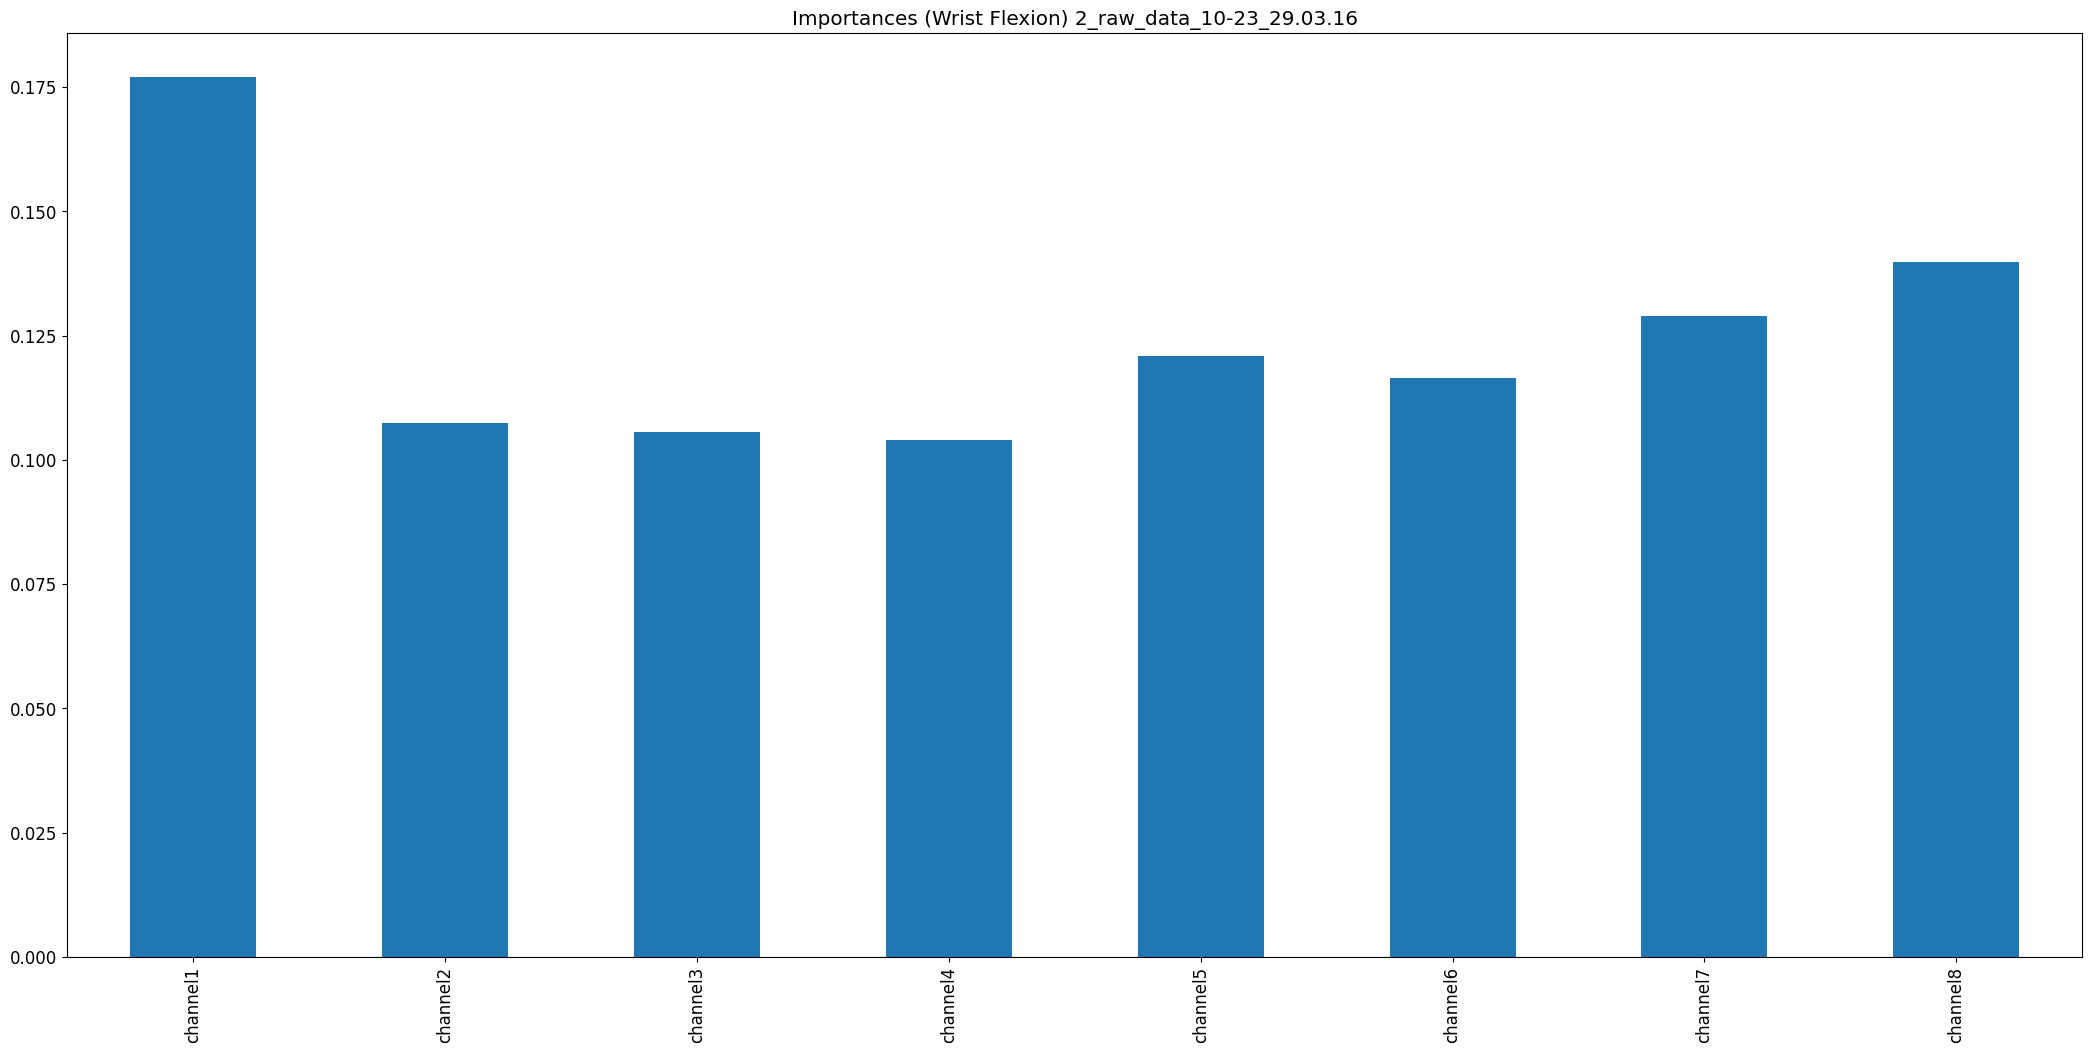 Importances (Wrist Flexion) 2_raw_data_10-23_29.03.16
0.175
0.150
0.125
0.100
0.075
0.050
0.025
0.000
channel1
channel2
channel3
channel4
channel5
channel6
channel7
channel8